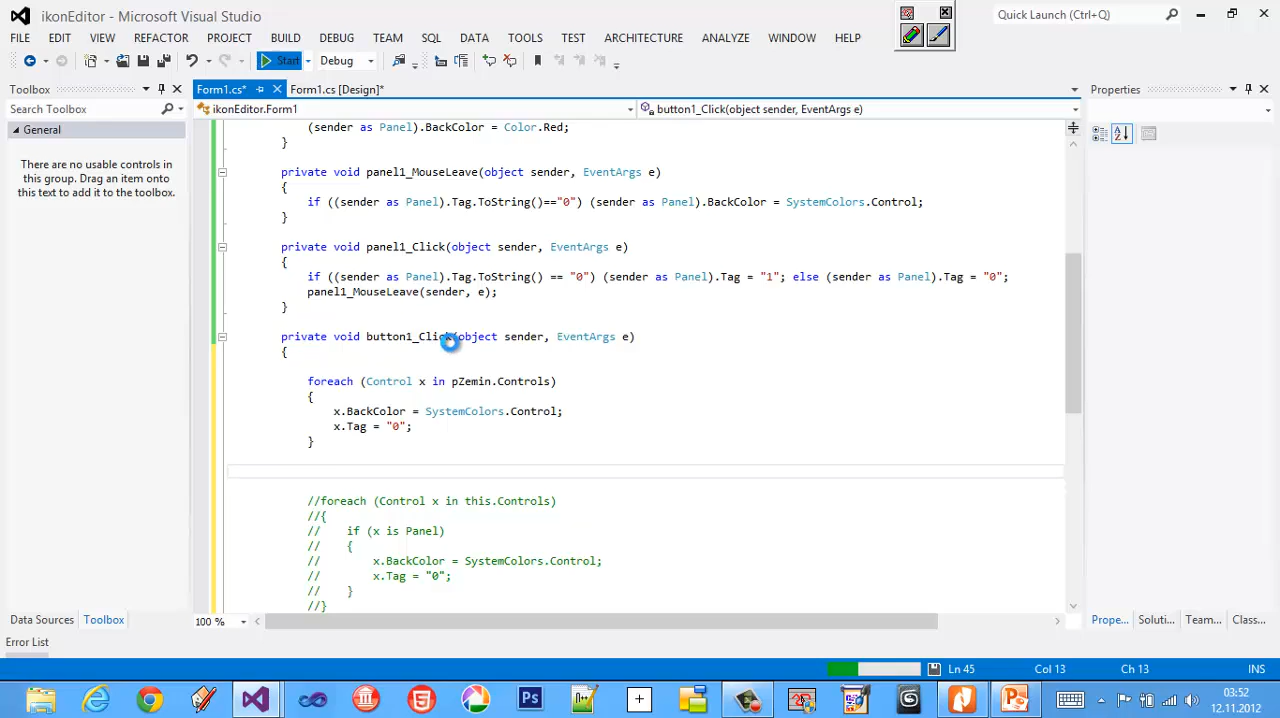 ikonEditor - Microsoft Visual Studio
Quick Launch (Ctrl+Q)
FILE EDIT VIEW REFACTOR PROJECT BUILD DEBUG TEAM SQL DATA TOOLS TEST ARCHITECTURE ANALYZE WINDOW HELP
Start Debug
Toolbox
Form1.cs* Form1.cs [Design]*
Properties
Search Toolbox
ikonEditor.Form1
button1_Click(object sender, EventArgs e)
General
There are no usable controls in
this group. Drag an item onto
this text to add it to the toolbox.
(sender as Panel).BackColor = Color.Red;
}
private void panel1_MouseLeave(object sender, EventArgs e)
{
if ((sender as Panel).Tag.ToString()=="0") (sender as Panel).BackColor = SystemColors.Control;
}
private void panel1_Click(object sender, EventArgs e)
{
if ((sender as Panel).Tag.ToString() == "0") (sender as Panel).Tag = "1"; else (sender as Panel).Tag = "0";
panel1_MouseLeave(sender, e);
}
private void button1_Click(object sender, EventArgs e)
{
foreach (Control x in pZemin.Controls)
{
x.BackColor = SystemColors.Control;
x.Tag = "0";
}
//foreach (Control x in this.Controls)
//{
// if (x is Panel)
// {
// x.BackColor = SystemColors.Control;
// x.Tag = "0";
// }
//}
Data Sources Toolbox
100 %
Prope... Soluti... Team... Class...
Error List
Ln 45 Col 13 Ch 13 INS
Ps
03:52
12.11.2012